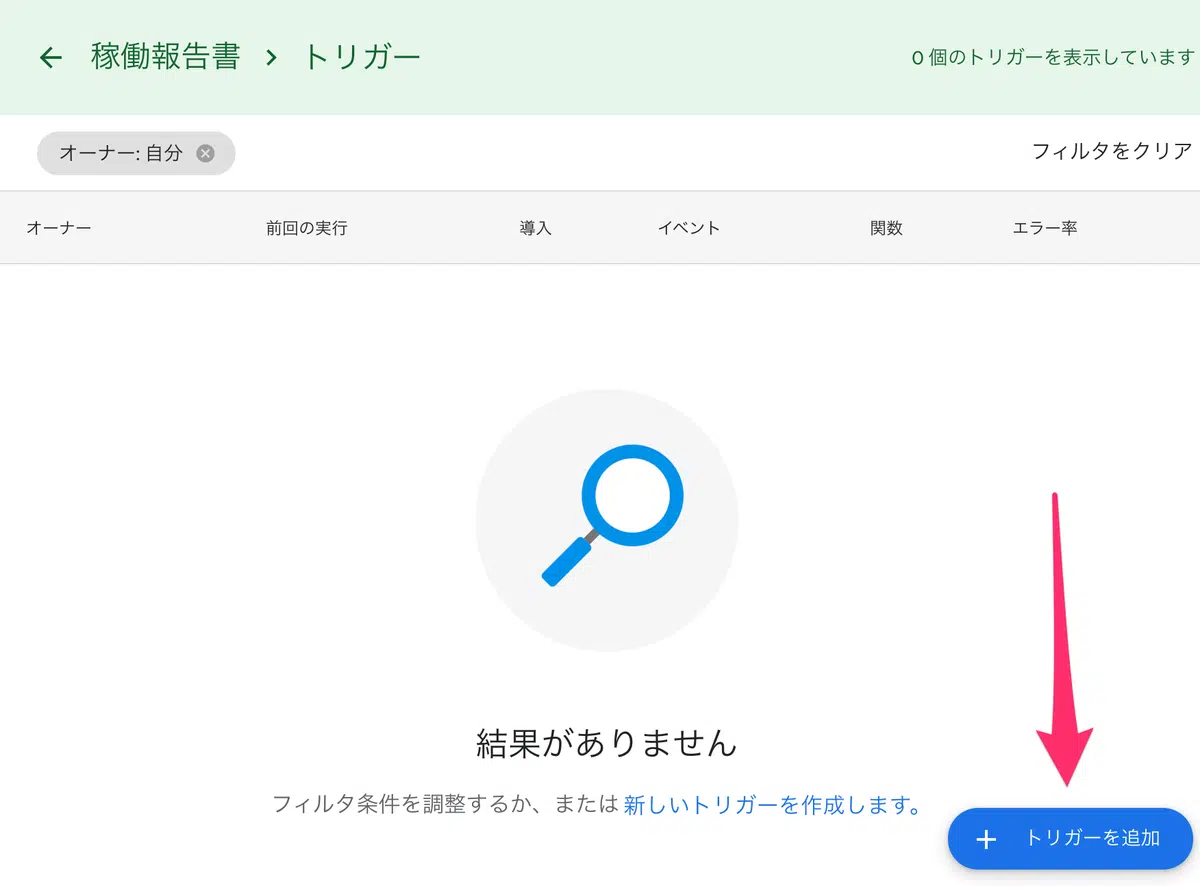 稼働報告書 › トリガー
0 個のトリガーを表示しています
オーナー: 自分
フィルタをクリア
オーナー 前回の実行 導入 イベント 関数 エラー率
結果がありません
フィルタ条件を調整するか、または 新しいトリガーを作成します。
+ トリガーを追加